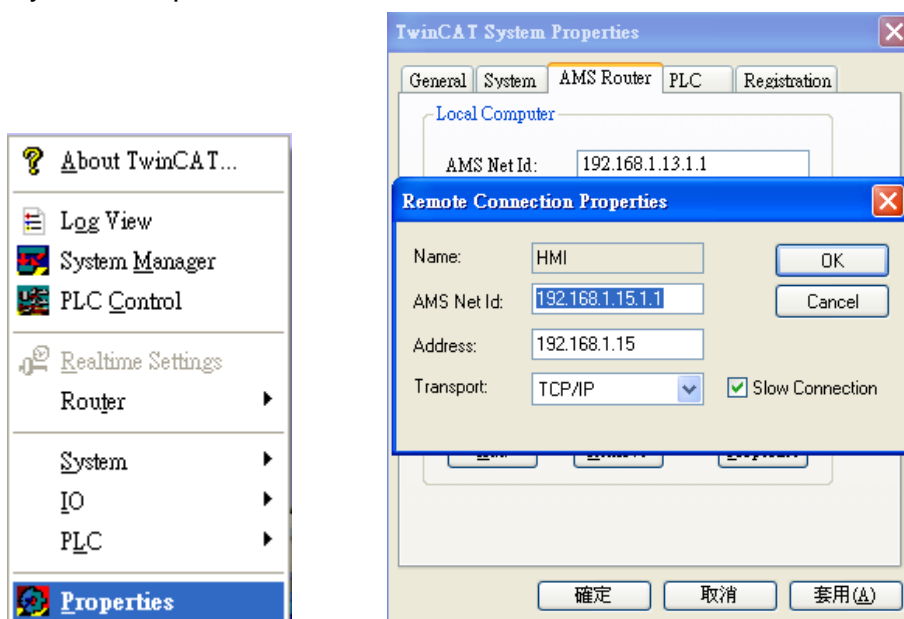 TwinCAT System Properties
General System AMS Router PLC Registration
Local Computer
AMS Net Id: 192.168.1.13.1.1
About TwinCAT...
Log View
System Manager
PLC Control
Realtime Settings
Router
System
IO
PLC
Properties
Remote Connection Properties
Name: HMI
OK
AMS Net Id: 192.168.1.15.1.1
Cancel
Address: 192.168.1.15
Transport: TCP/IP
Slow Connection
確定 取消 套用(A)